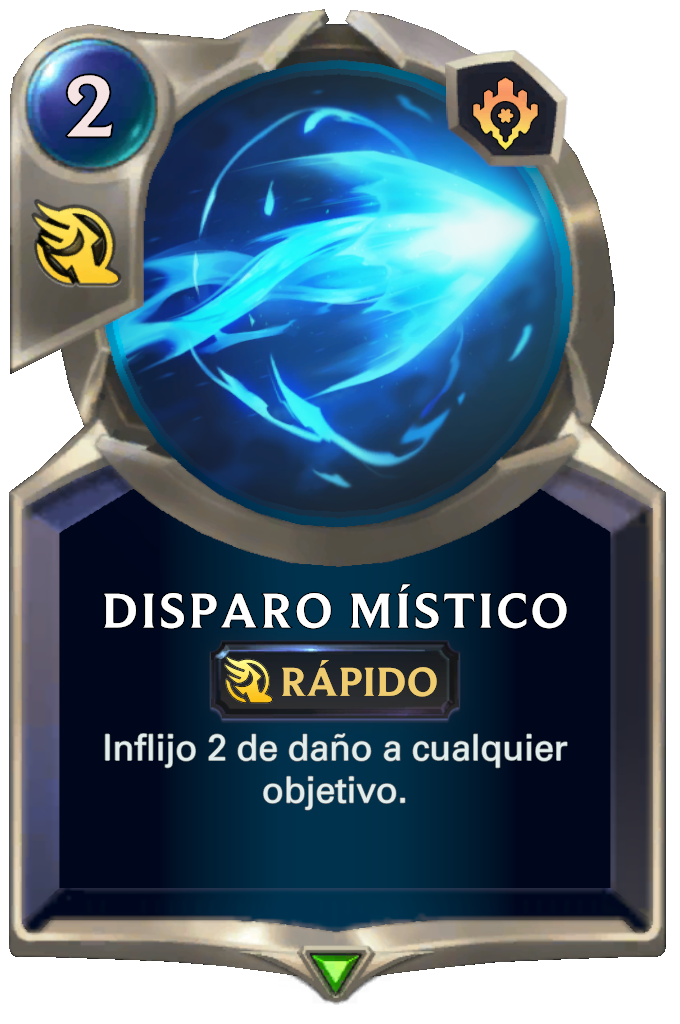 2
DISPARO MÍSTICO
RÁPIDO
Inflijo 2 de daño a cualquier
objetivo.